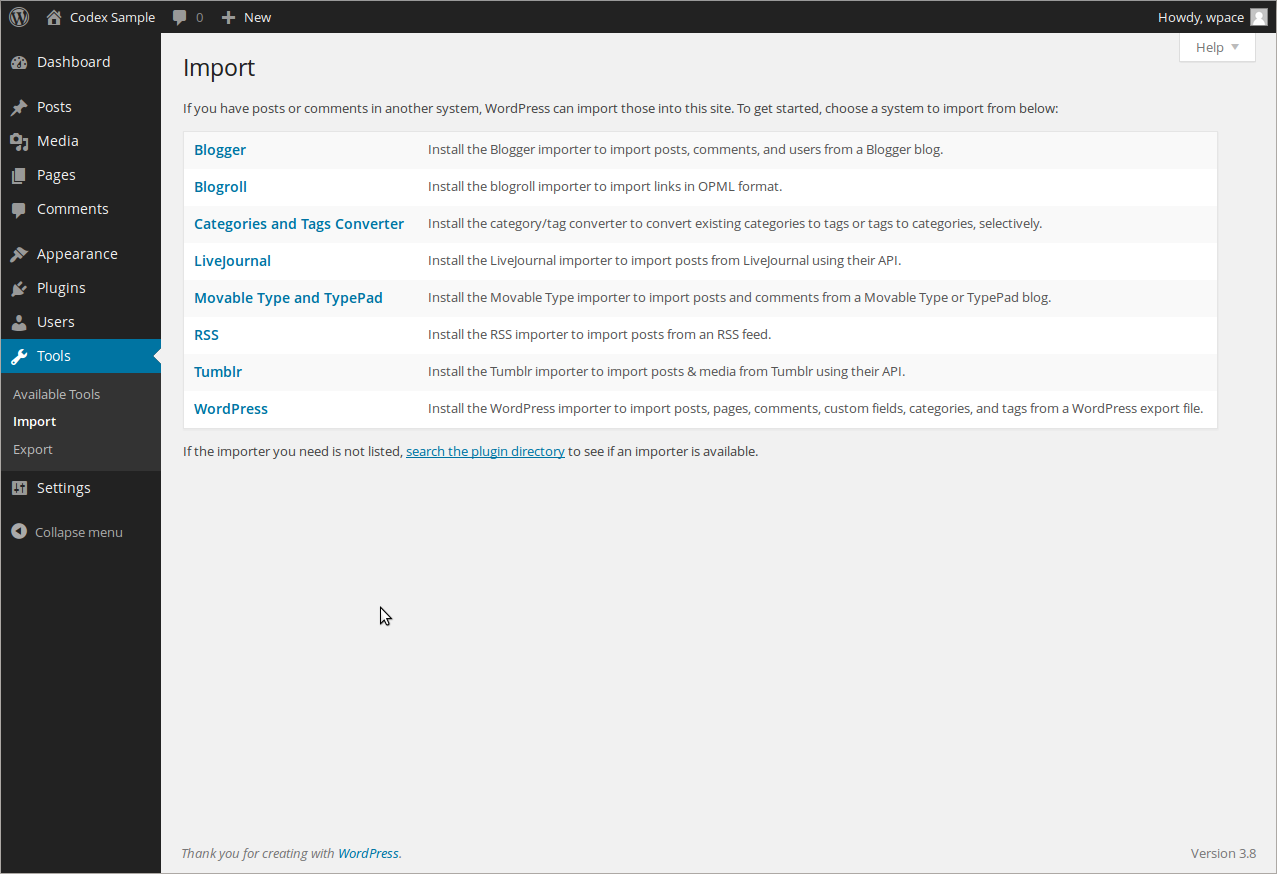 Codex Sample 0 New Howdy, wpace
Help
Dashboard
Posts
Media
Pages
Comments
Appearance
Plugins
Users
Tools
Available Tools
Import
Export
Settings
Collapse menu
Import
If you have posts or comments in another system, WordPress can import those into this site. To get started, choose a system to import from below:
Blogger Install the Blogger importer to import posts, comments, and users from a Blogger blog.
Blogroll Install the blogroll importer to import links in OPML format.
Categories and Tags Converter Install the category/tag converter to convert existing categories to tags or tags to categories, selectively.
LiveJournal Install the LiveJournal importer to import posts from LiveJournal using their API.
Movable Type and TypePad Install the Movable Type importer to import posts and comments from a Movable Type or TypePad blog.
RSS Install the RSS importer to import posts from an RSS feed.
Tumblr Install the Tumblr importer to import posts & media from Tumblr using their API.
WordPress Install the WordPress importer to import posts, pages, comments, custom fields, categories, and tags from a WordPress export file.
If the importer you need is not listed, search the plugin directory to see if an importer is available.
Thank you for creating with WordPress. Version 3.8